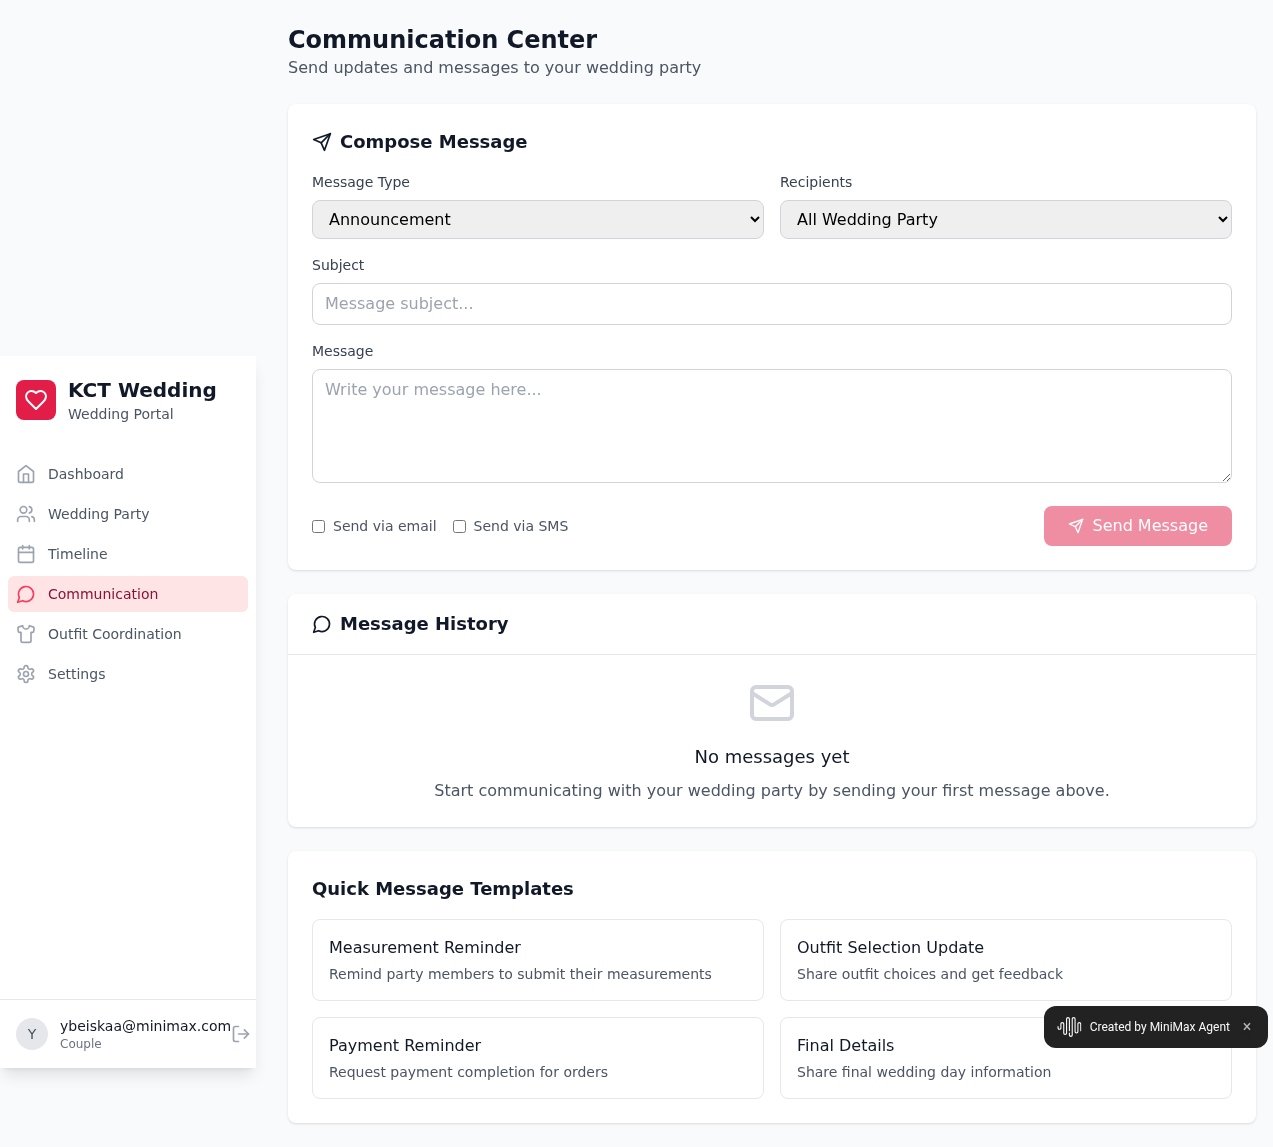 Communication Center
Send updates and messages to your wedding party
Compose Message
Message Type
Recipients
Announcement
All Wedding Party
Subject
Message subject...
Message
Write your message here...
Send via email
Send via SMS
Send Message
KCT Wedding
Wedding Portal
Dashboard
Wedding Party
Timeline
Communication
Outfit Coordination
Settings
Message History
No messages yet
Start communicating with your wedding party by sending your first message above.
Quick Message Templates
Measurement Reminder
Remind party members to submit their measurements
Outfit Selection Update
Share outfit choices and get feedback
Payment Reminder
Request payment completion for orders
Final Details
Share final wedding day information
Y
ybeiskaa@minimax.com
Couple
Created by MiniMax Agent ×